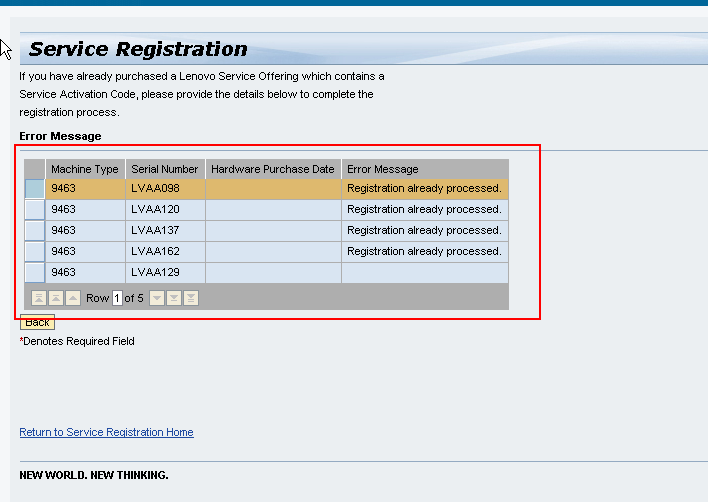 Service Registration
If you have already purchased a Lenovo Service Offering which contains a
Service Activation Code, please provide the details below to complete the
registration process.
Error Message
Machine Type Serial Number Hardware Purchase Date Error Message
9463 LVAA098 Registration already processed.
9463 LVAA120 Registration already processed.
9463 LVAA137 Registration already processed.
9463 LVAA162 Registration already processed.
9463 LVAA129
Row 1 of 5
Back
*Denotes Required Field
Return to Service Registration Home
NEW WORLD. NEW THINKING.